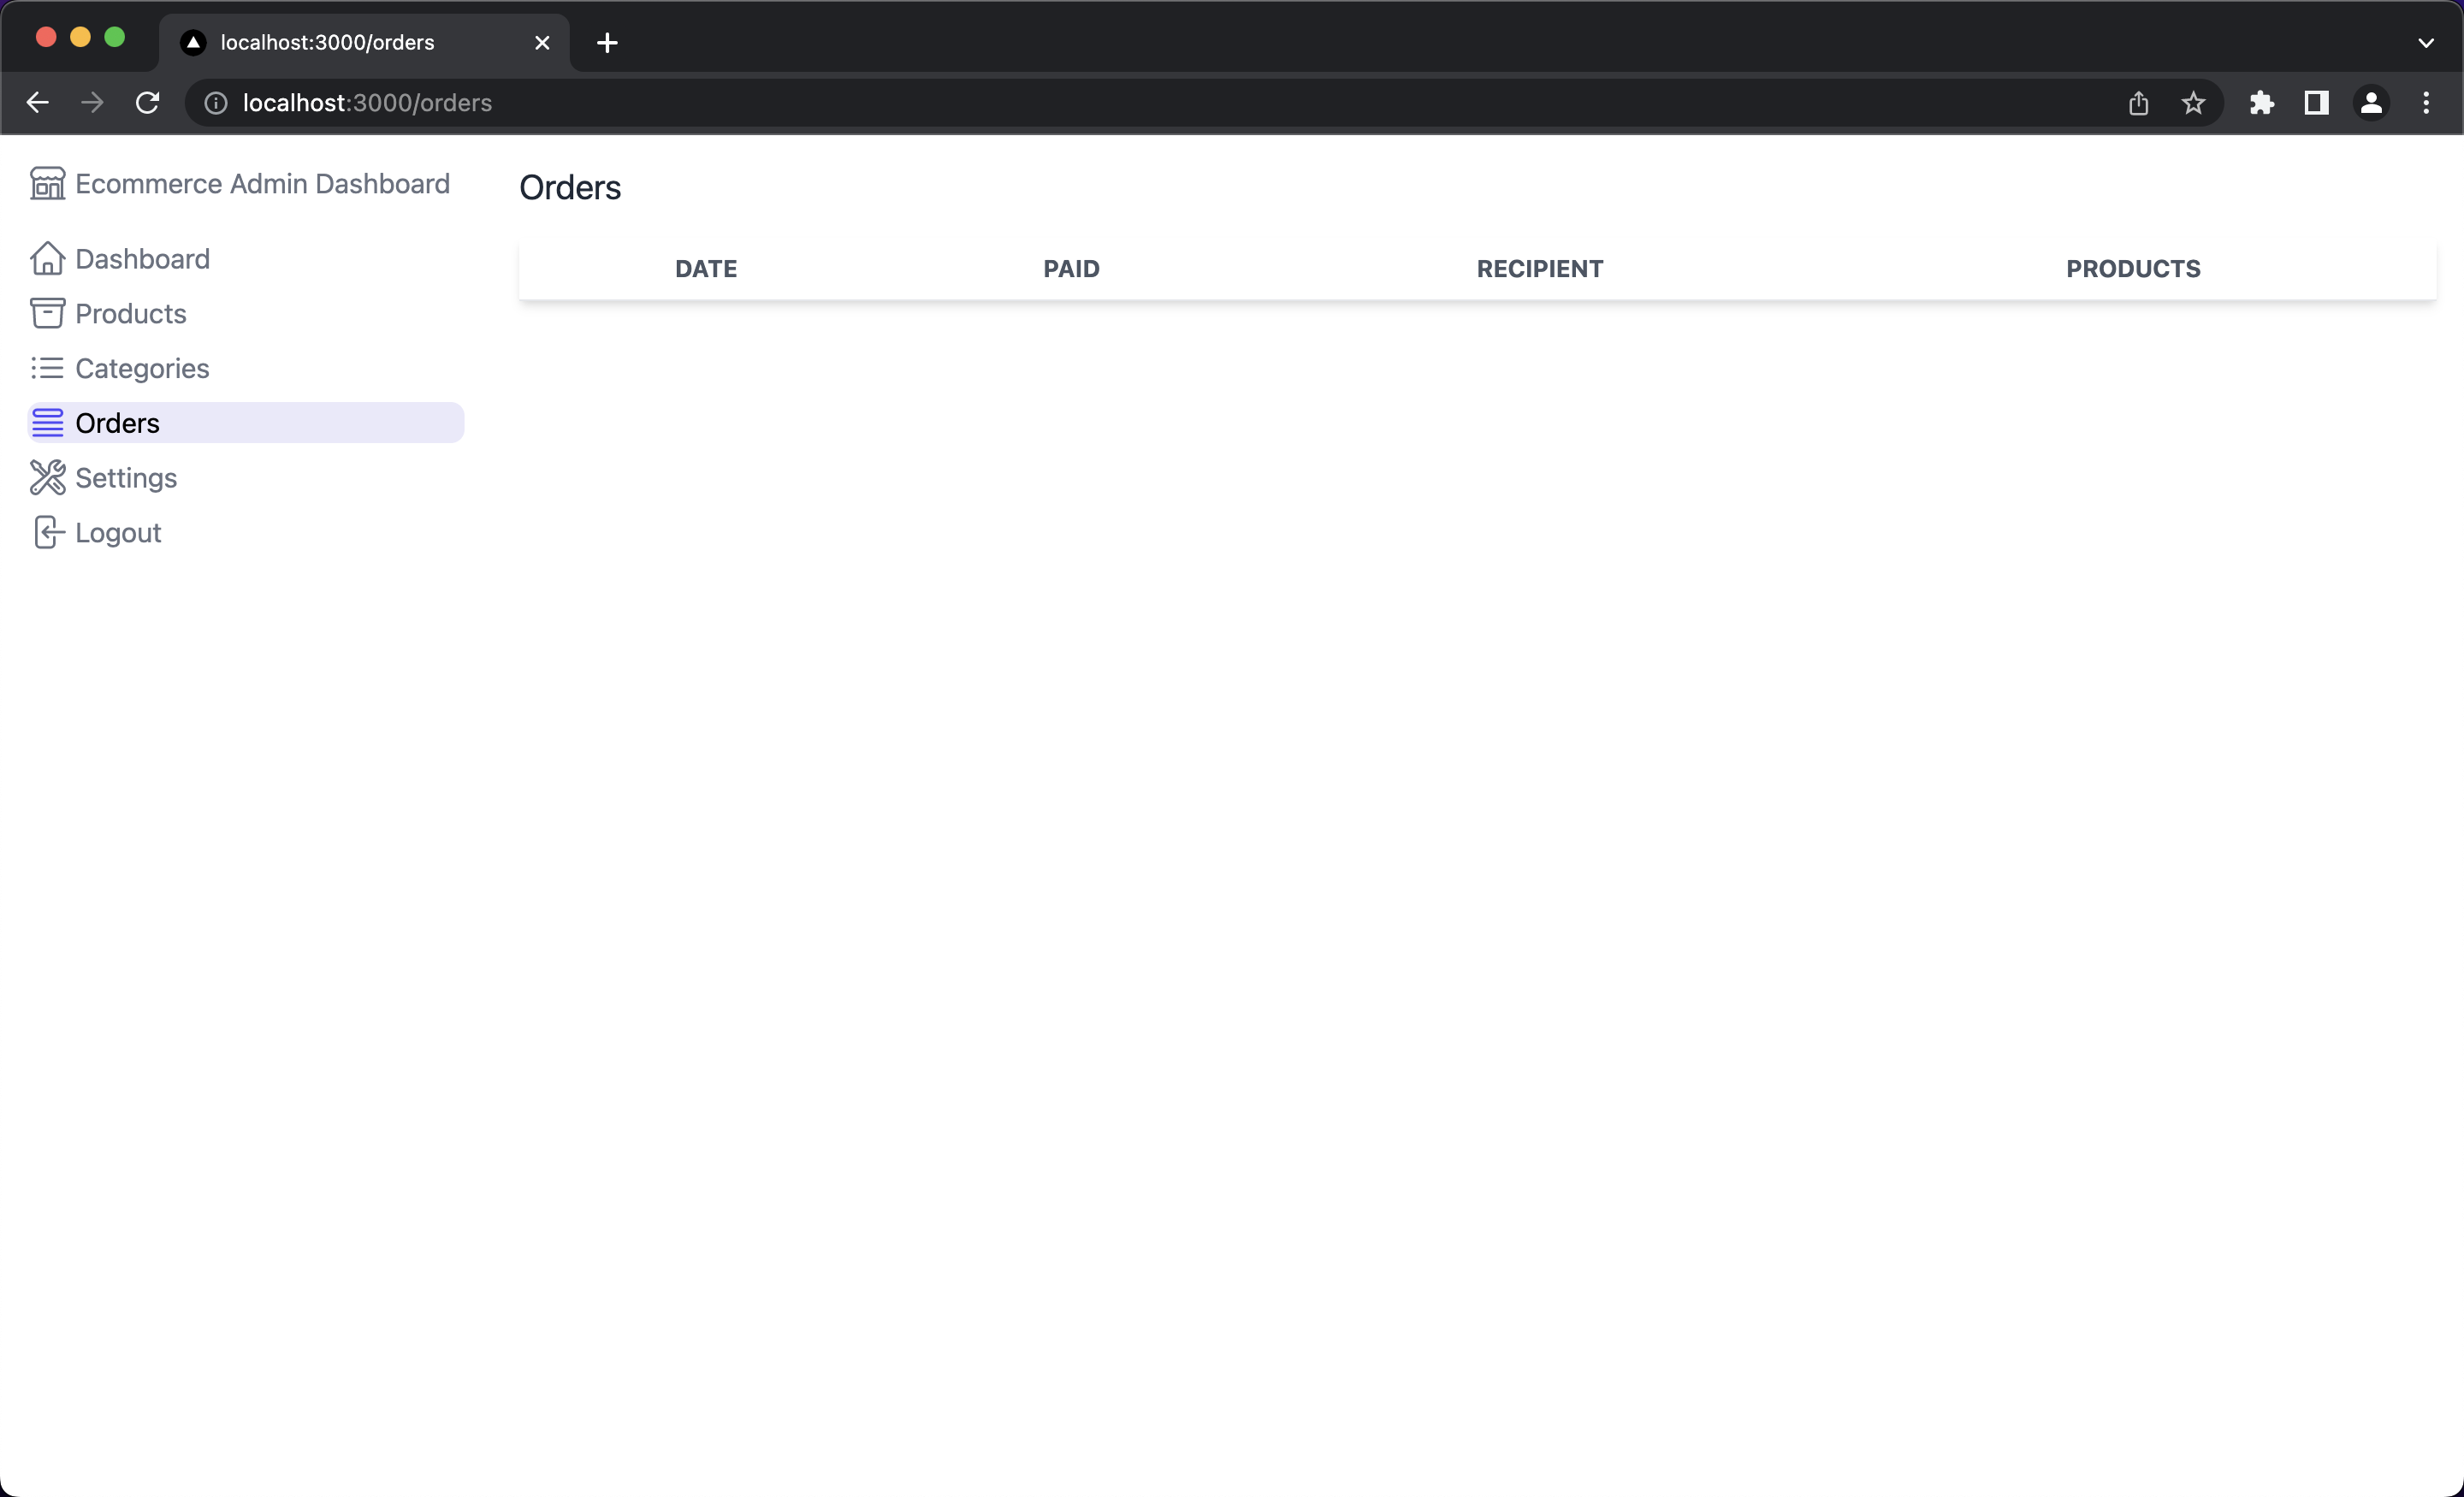 localhost:3000/orders
localhost:3000/orders
Ecommerce Admin Dashboard
Dashboard
Products
Categories
Orders
Settings
Logout
Orders
DATE PAID RECIPIENT PRODUCTS